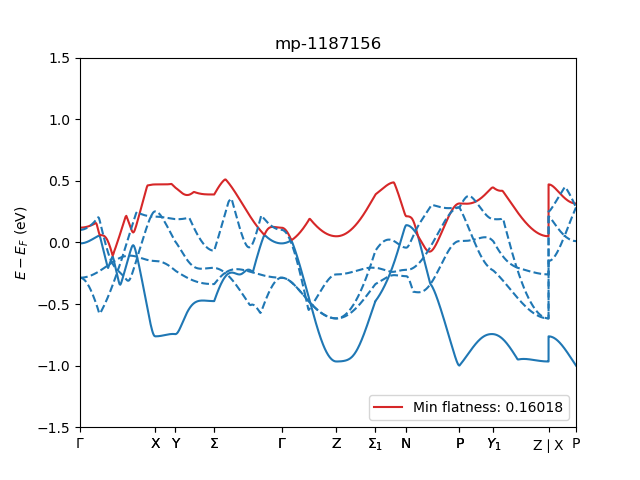 mp-1187156
E − E_F (eV)
1.5
1.0
0.5
0.0
−0.5
−1.0
−1.5
Min flatness: 0.16018
Γ X Y Σ Γ Z Σ₁ N P Y₁ Z | X P